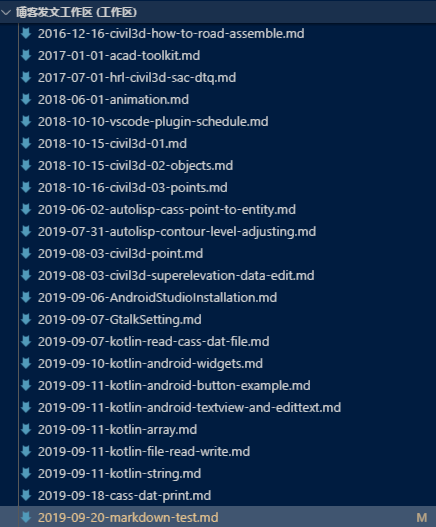 博客发文工作区 (工作区)
2016-12-16-civil3d-how-to-road-assemble.md
2017-01-01-acad-toolkit.md
2017-07-01-hrl-civil3d-sac-dtq.md
2018-06-01-animation.md
2018-10-10-vscode-plugin-schedule.md
2018-10-15-civil3d-01.md
2018-10-15-civil3d-02-objects.md
2018-10-16-civil3d-03-points.md
2019-06-02-autolisp-cass-point-to-entity.md
2019-07-31-autolisp-contour-level-adjusting.md
2019-08-03-civil3d-point.md
2019-08-03-civil3d-superelevation-data-edit.md
2019-09-06-AndroidStudioInstallation.md
2019-09-07-GtalkSetting.md
2019-09-07-kotlin-read-cass-dat-file.md
2019-09-10-kotlin-android-widgets.md
2019-09-11-kotlin-android-button-example.md
2019-09-11-kotlin-android-textview-and-edittext.md
2019-09-11-kotlin-array.md
2019-09-11-kotlin-file-read-write.md
2019-09-11-kotlin-string.md
2019-09-18-cass-dat-print.md
2019-09-20-markdown-test.md M